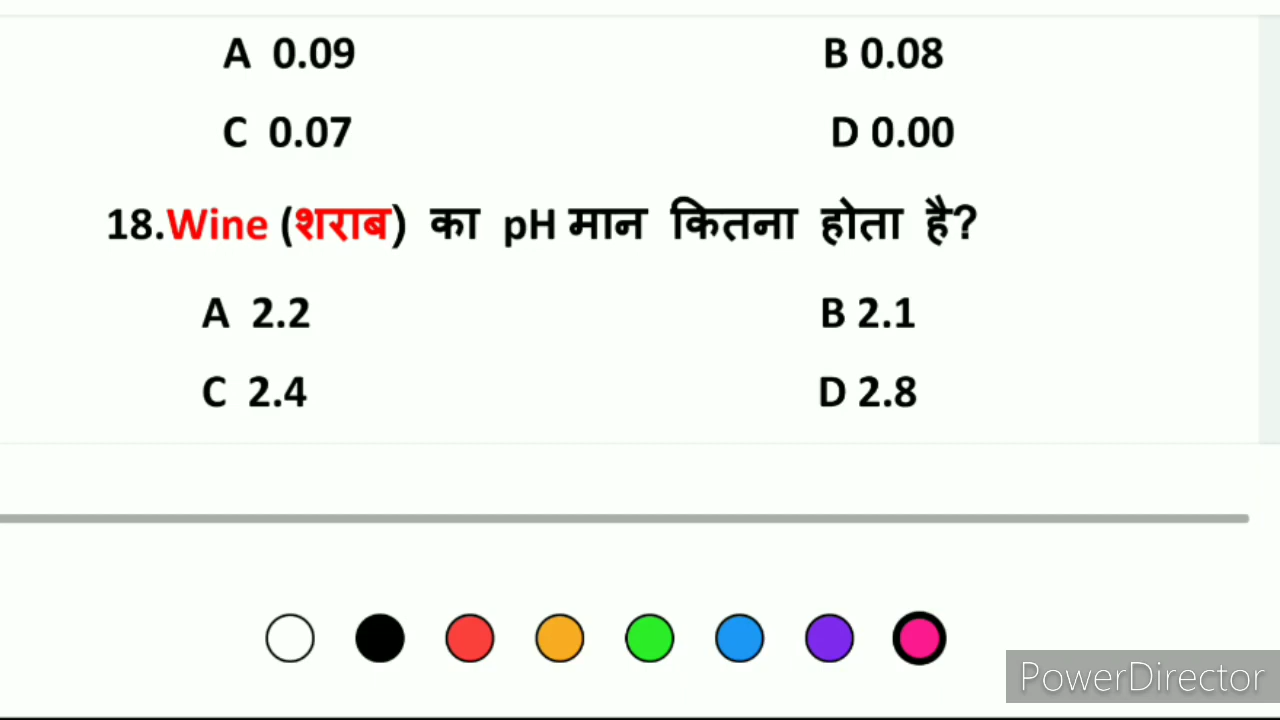 A 0.09 B 0.08
C 0.07 D 0.00
18.Wine (शराब) का pH मान कितना होता है?
A 2.2 B 2.1
C 2.4 D 2.8
PowerDirector